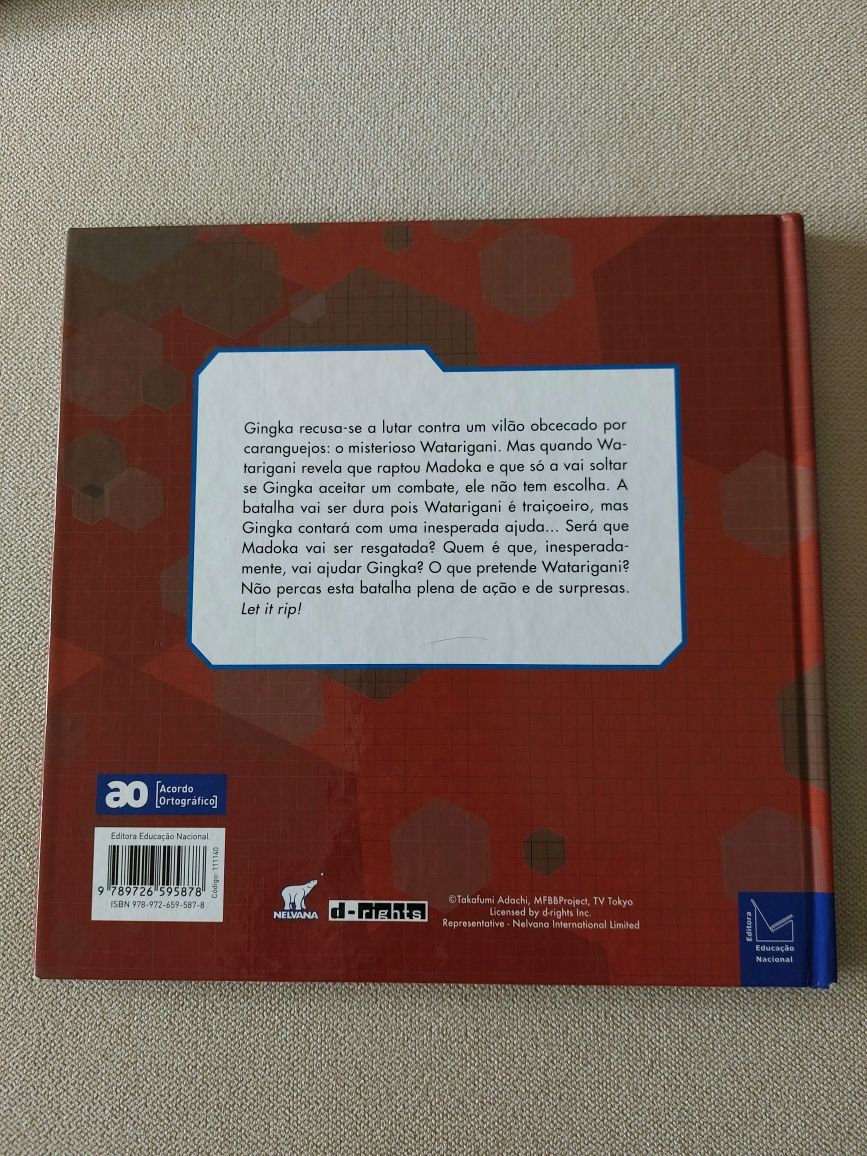 Gingka recusa-se a lutar contra um vilão obcecado por
caranguejos: o misterioso Watarigani. Mas quando Wa-
tarigani revela que raptou Madoka e que só a vai soltar
se Gingka aceitar um combate, ele não tem escolha. A
batalha vai ser dura pois Watarigani é traiçoeiro, mas
Gingka contará com uma inesperada ajuda... Será que
Madoka vai ser resgatada? Quem é que, inesperada-
mente, vai ajudar Gingka? O que pretende Watarigani?
Não percas esta batalha plena de ação e de surpresas.
Let it rip!
ao [Acordo
Ortográfico]
Editora Educação Nacional
9 789726 595878
Código: 111140
ISBN 978-972-659-587-8
NELVANA
d-rights
©Takafumi Adachi, MFBBProject, TV Tokyo
Licensed by d-rights Inc.
Representative - Nelvana International Limited
Editora
Educação
Nacional